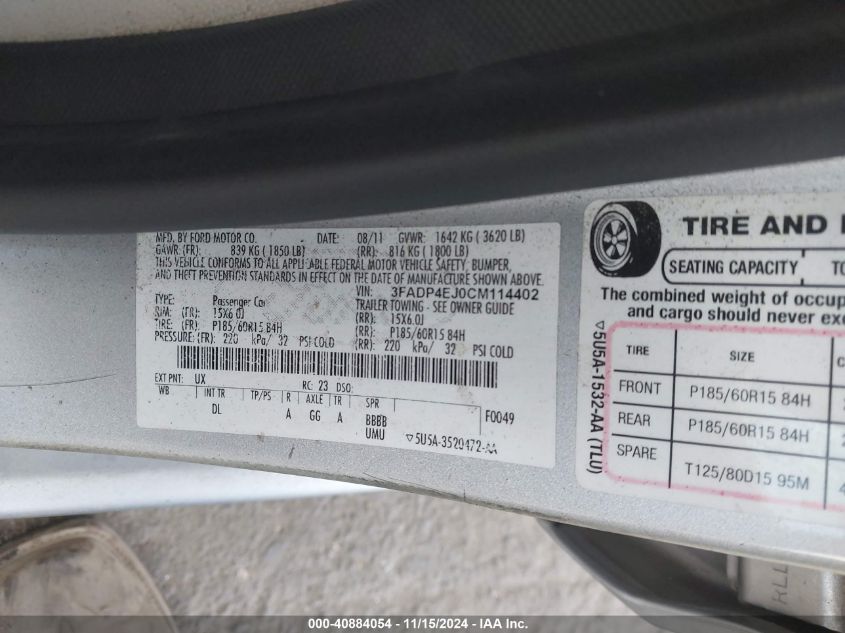 MFD. BY FORD MOTOR CO. DATE: 08/11 GVWR: 1642 KG ( 3620 LB)
GAWR: (FR): 839 KG ( 1850 LB) (RR): 816 KG ( 1800 LB)
THIS VEHICLE CONFORMS TO ALL APPLICABLE FEDERAL MOTOR VEHICLE SAFETY, BUMPER,
AND THEFT PREVENTION STANDARDS IN EFFECT ON THE DATE OF MANUFACTURE SHOWN ABOVE.
VIN: 3FADP4EJ0CM114402
TYPE: Passenger Car TRAILER TOWING - SEE OWNER GUIDE
RIM: (FR): 15X6.0J (RR): 15X6.0J
TIRE: (FR): P185/60R15 84H (RR): P185/60R15 84H
PRESSURE: (FR): 220 kPa/ 32 PSI COLD (RR): 220 kPa/ 32 PSI COLD
EXT PNT: UX RC: 23 DSO:
WB INT TR TP/PS R AXLE TR SPR
DL A GG A BBBB F0049
UMU ▽5U5A-3520472-AA
TIRE AND
SEATING CAPACITY TO
The combined weight of occup
and cargo should never exc
▽5U5A-1532-AA (TLU)
TIRE SIZE C
FRONT P185/60R15 84H
REAR P185/60R15 84H 2
SPARE T125/80D15 95M 4
RLL
000-40884054 - 11/15/2024 - IAA Inc.